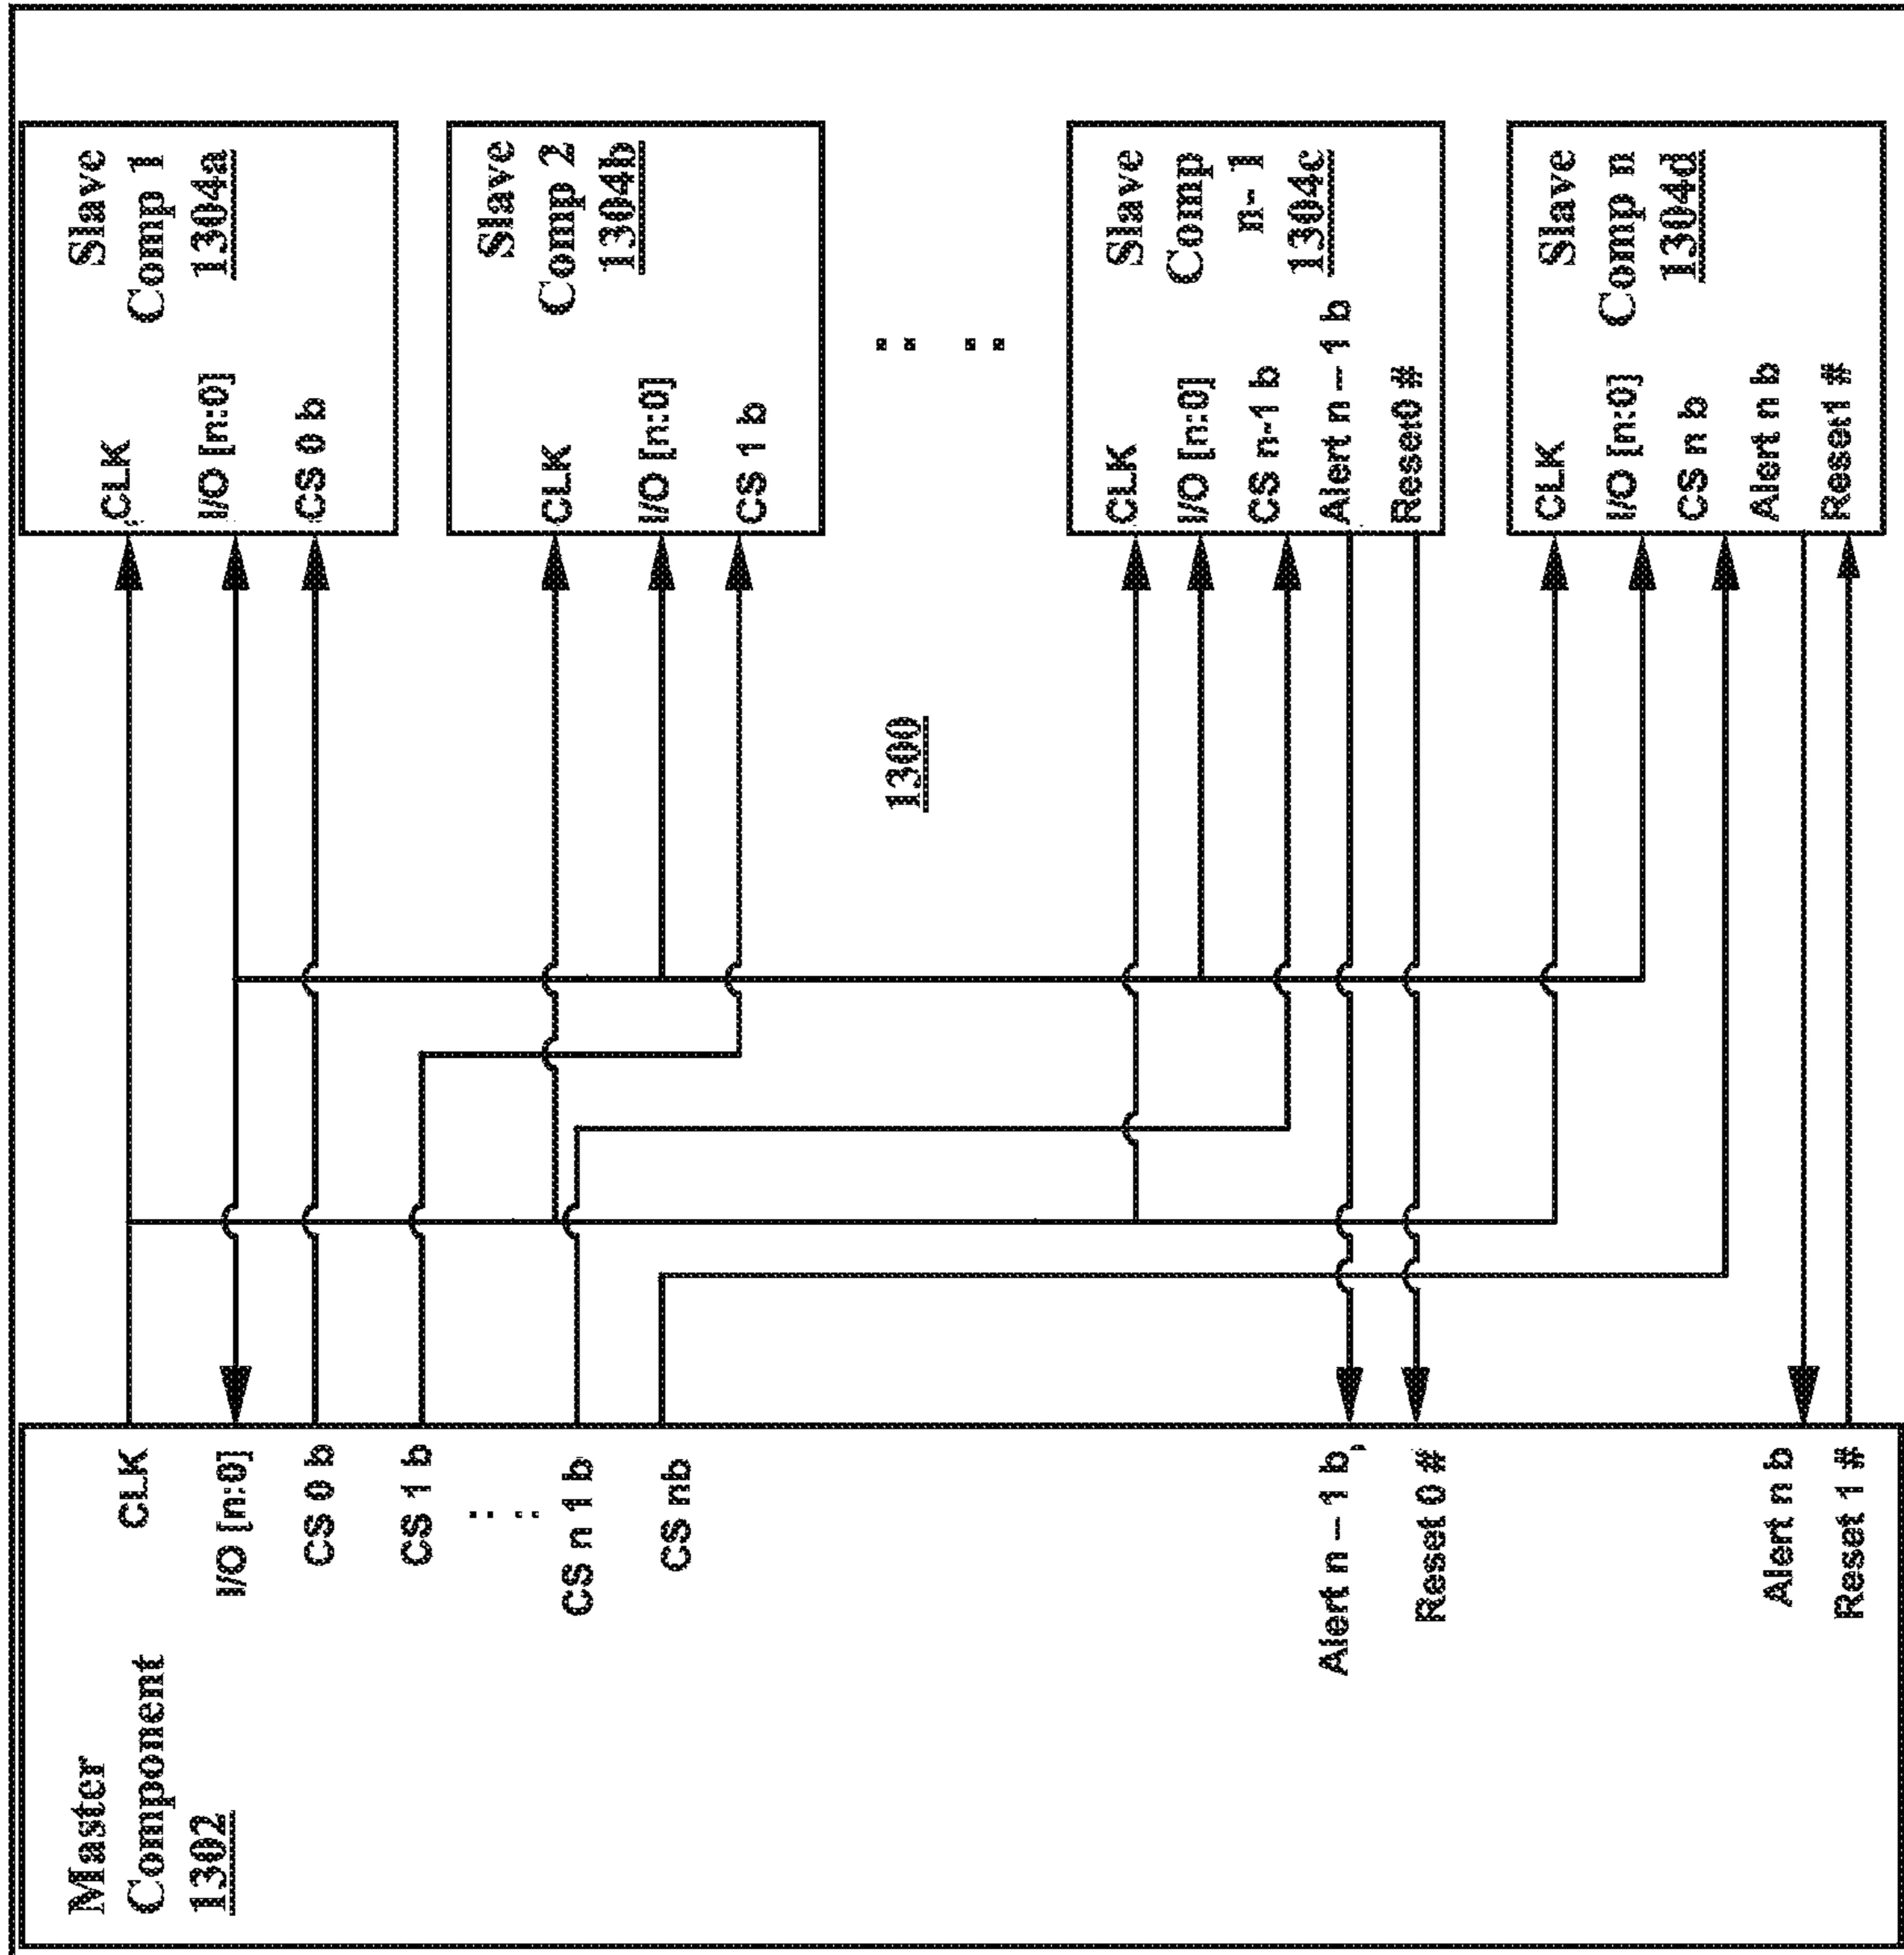 Master
Component
1302
CLK
I/O [n:0]
CS 0 b
CS 1 b
CS n 1 b
CS nb
Alert n – 1 b
Reset 0 #
Alert n b
Reset 1 #
1300
Slave
Comp 1
1304a
CLK
I/O [n:0]
CS 0 b
Slave
Comp 2
1304b
CLK
I/O [n:0]
CS 1 b
Slave
Comp
n- 1
1304c
CLK
I/O [n:0]
CS n-1 b
Alert n – 1 b
Reset0 #
Slave
Comp n
1304d
CLK
I/O [n:0]
CS n b
Alert n b
Reset1 #